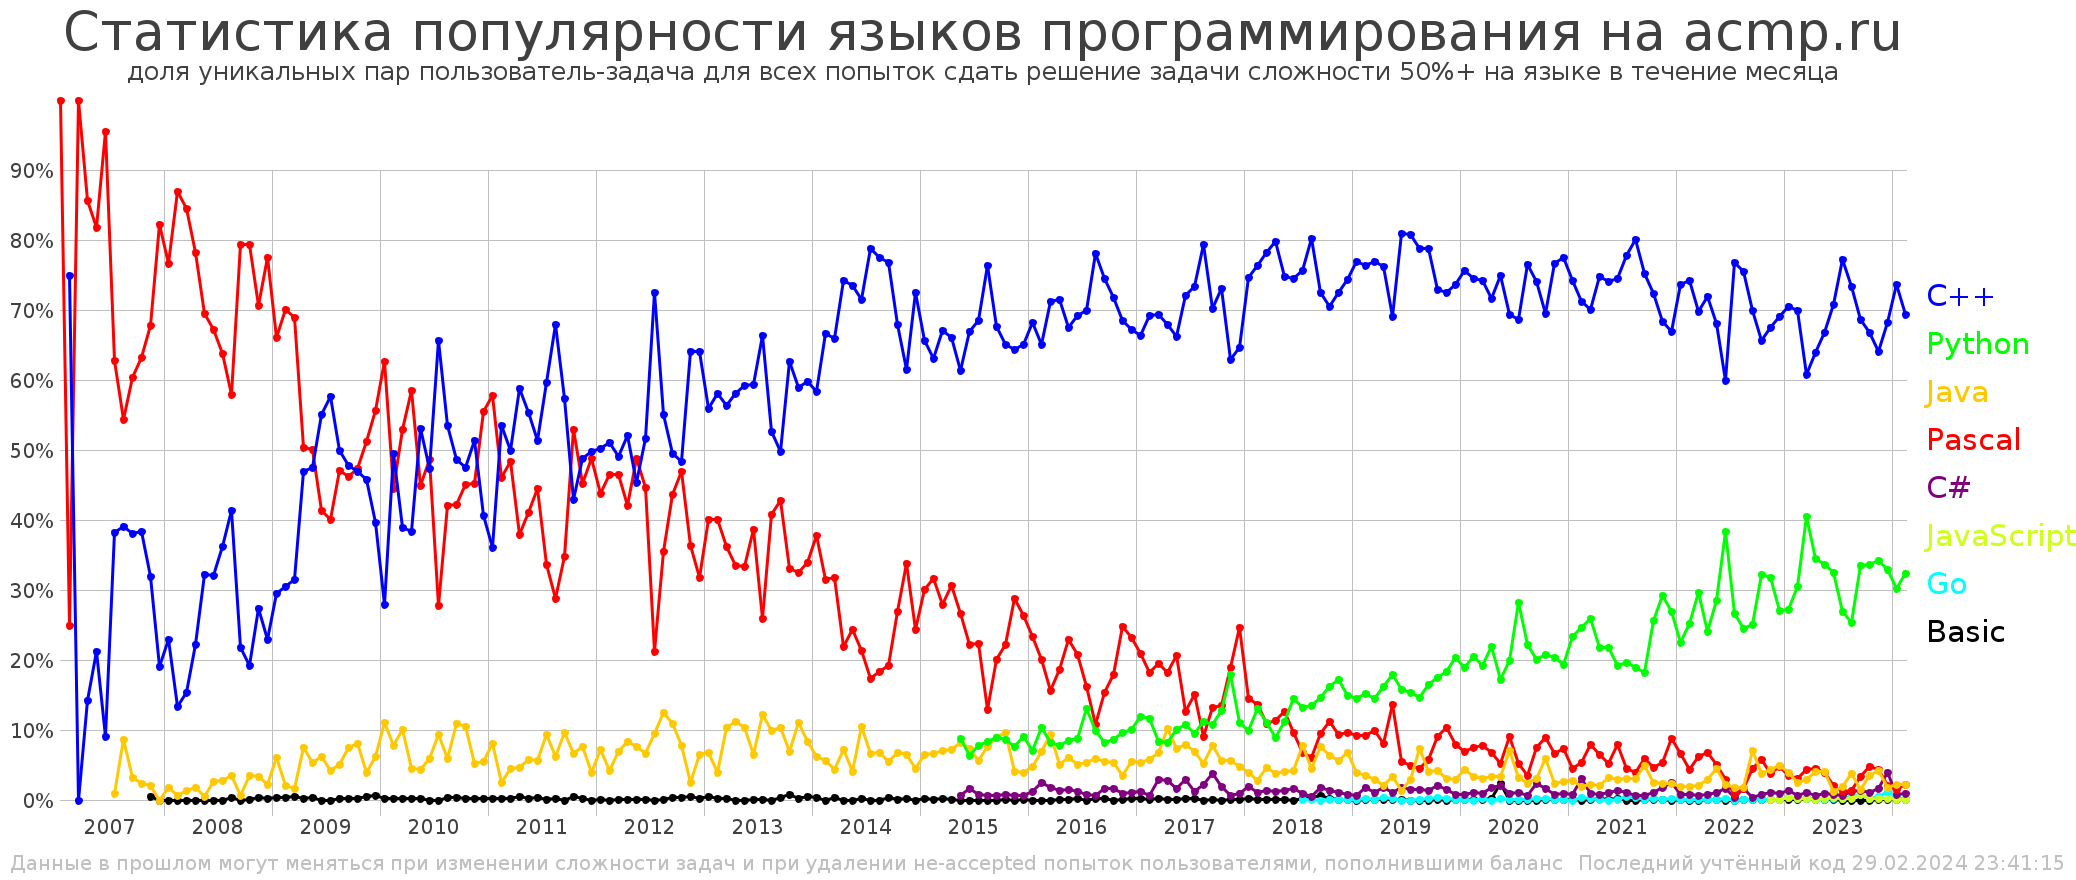 Статистика популярности языков программирования на acmp.ru
доля уникальных пар пользователь-задача для всех попыток сдать решение задачи сложности 50%+ на языке в течение месяца
90%
80%
70%
60%
50%
40%
30%
20%
10%
0%
C++
Python
Java
Pascal
C#
JavaScript
Go
Basic
2007 2008 2009 2010 2011 2012 2013 2014 2015 2016 2017 2018 2019 2020 2021 2022 2023
Данные в прошлом могут меняться при изменении сложности задач и при удалении не-accepted попыток пользователями, пополнившими баланс Последний учтённый код 29.02.2024 23:41:15